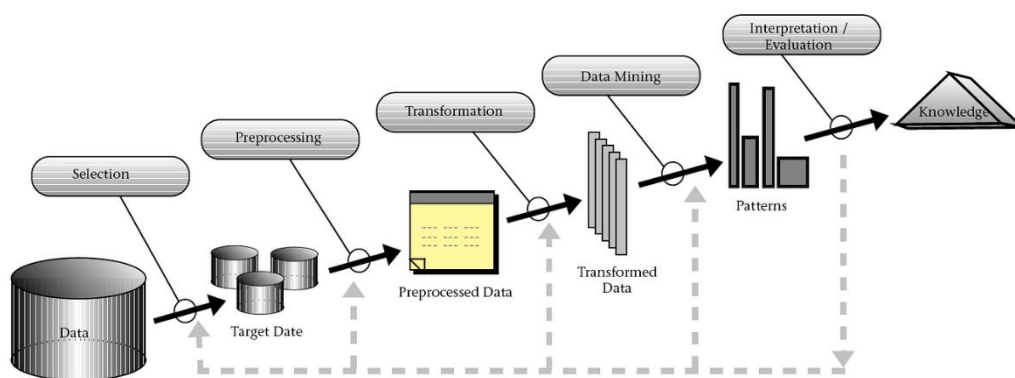 Interpretation /
Evaluation
Data Mining
Transformation
Preprocessing
Selection
Data
Target Date
Preprocessed Data
Transformed
Data
Patterns
Knowledge